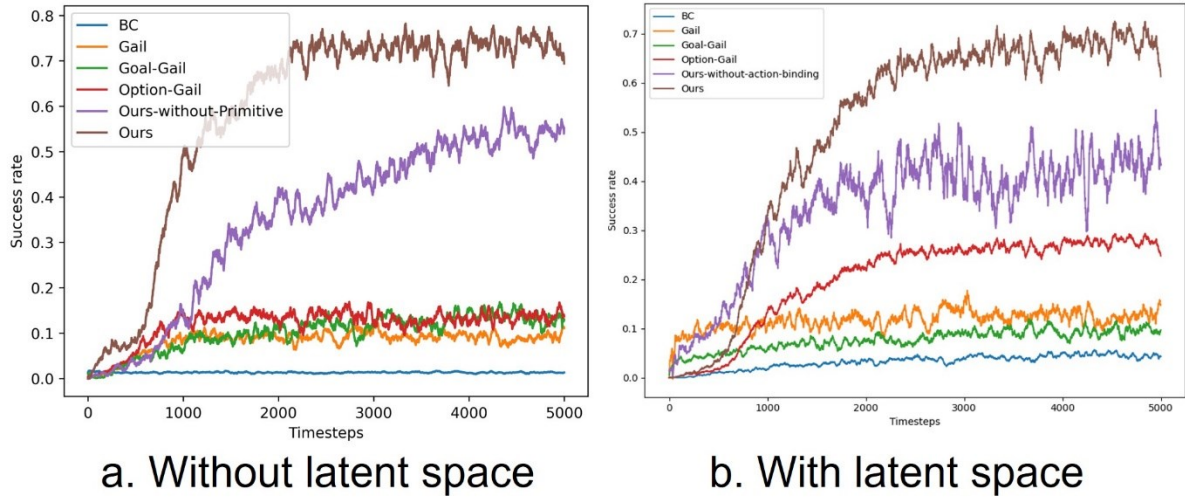 0.8
0.7
0.6
0.5
0.4
0.3
0.2
0.1
0.0
Success rate
BC
Gail
Goal-Gail
Option-Gail
Ours-without-Primitive
Ours
0 1000 2000 3000 4000 5000
Timesteps
a. Without latent space
0.7
0.6
0.5
0.4
0.3
0.2
0.1
0.0
Success rate
BC
Gail
Goal-Gail
Option-Gail
Ours-without-action-binding
Ours
0 1000 2000 3000 4000 5000
Timesteps
b. With latent space